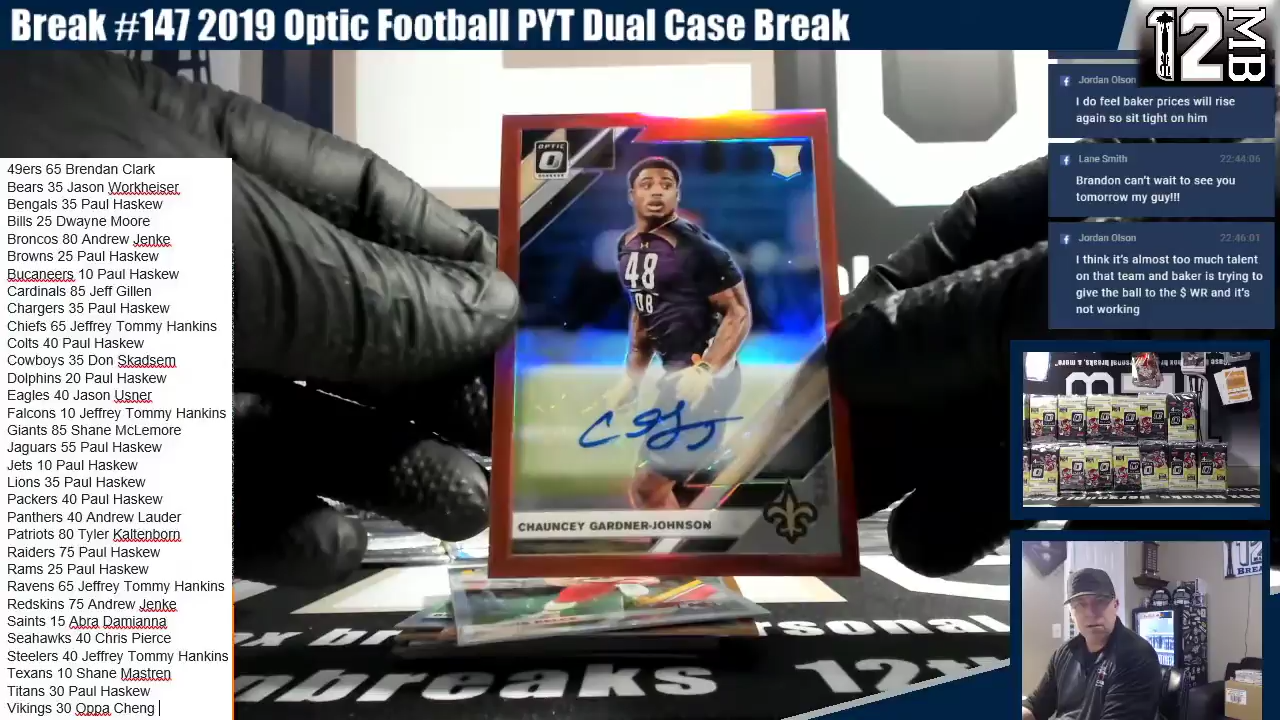 Break #147 2019 Optic Football PYT Dual Case Break
12
MB
49ers 65 Brendan Clark
Bears 35 Jason Workheiser
Bengals 35 Paul Haskew
Bills 25 Dwayne Moore
Broncos 80 Andrew Jenke
Browns 25 Paul Haskew
Bucaneers 10 Paul Haskew
Cardinals 85 Jeff Gillen
Chargers 35 Paul Haskew
Chiefs 65 Jeffrey Tommy Hankins
Colts 40 Paul Haskew
Cowboys 35 Don Skadsem
Dolphins 20 Paul Haskew
Eagles 40 Jason Usner
Falcons 10 Jeffrey Tommy Hankins
Giants 85 Shane McLemore
Jaguars 55 Paul Haskew
Jets 10 Paul Haskew
Lions 35 Paul Haskew
Packers 40 Paul Haskew
Panthers 40 Andrew Lauder
Patriots 80 Tyler Kaltenborn
Raiders 75 Paul Haskew
Rams 25 Paul Haskew
Ravens 65 Jeffrey Tommy Hankins
Redskins 75 Andrew Jenke
Saints 15 Abra Damianna
Seahawks 40 Chris Pierce
Steelers 40 Jeffrey Tommy Hankins
Texans 10 Shane Mastren
Titans 30 Paul Haskew
Vikings 30 Oppa Cheng
OPTIC
48
DB
CHAUNCEY GARDNER-JOHNSON
Jordan Olson
I do feel baker prices will rise
again so sit tight on him
Lane Smith 22:44:06
Brandon can't wait to see you
tomorrow my guy!!!
Jordan Olson 22:46:01
I think it's almost too much talent
on that team and baker is trying to
give the ball to the $ WR and it's
not working